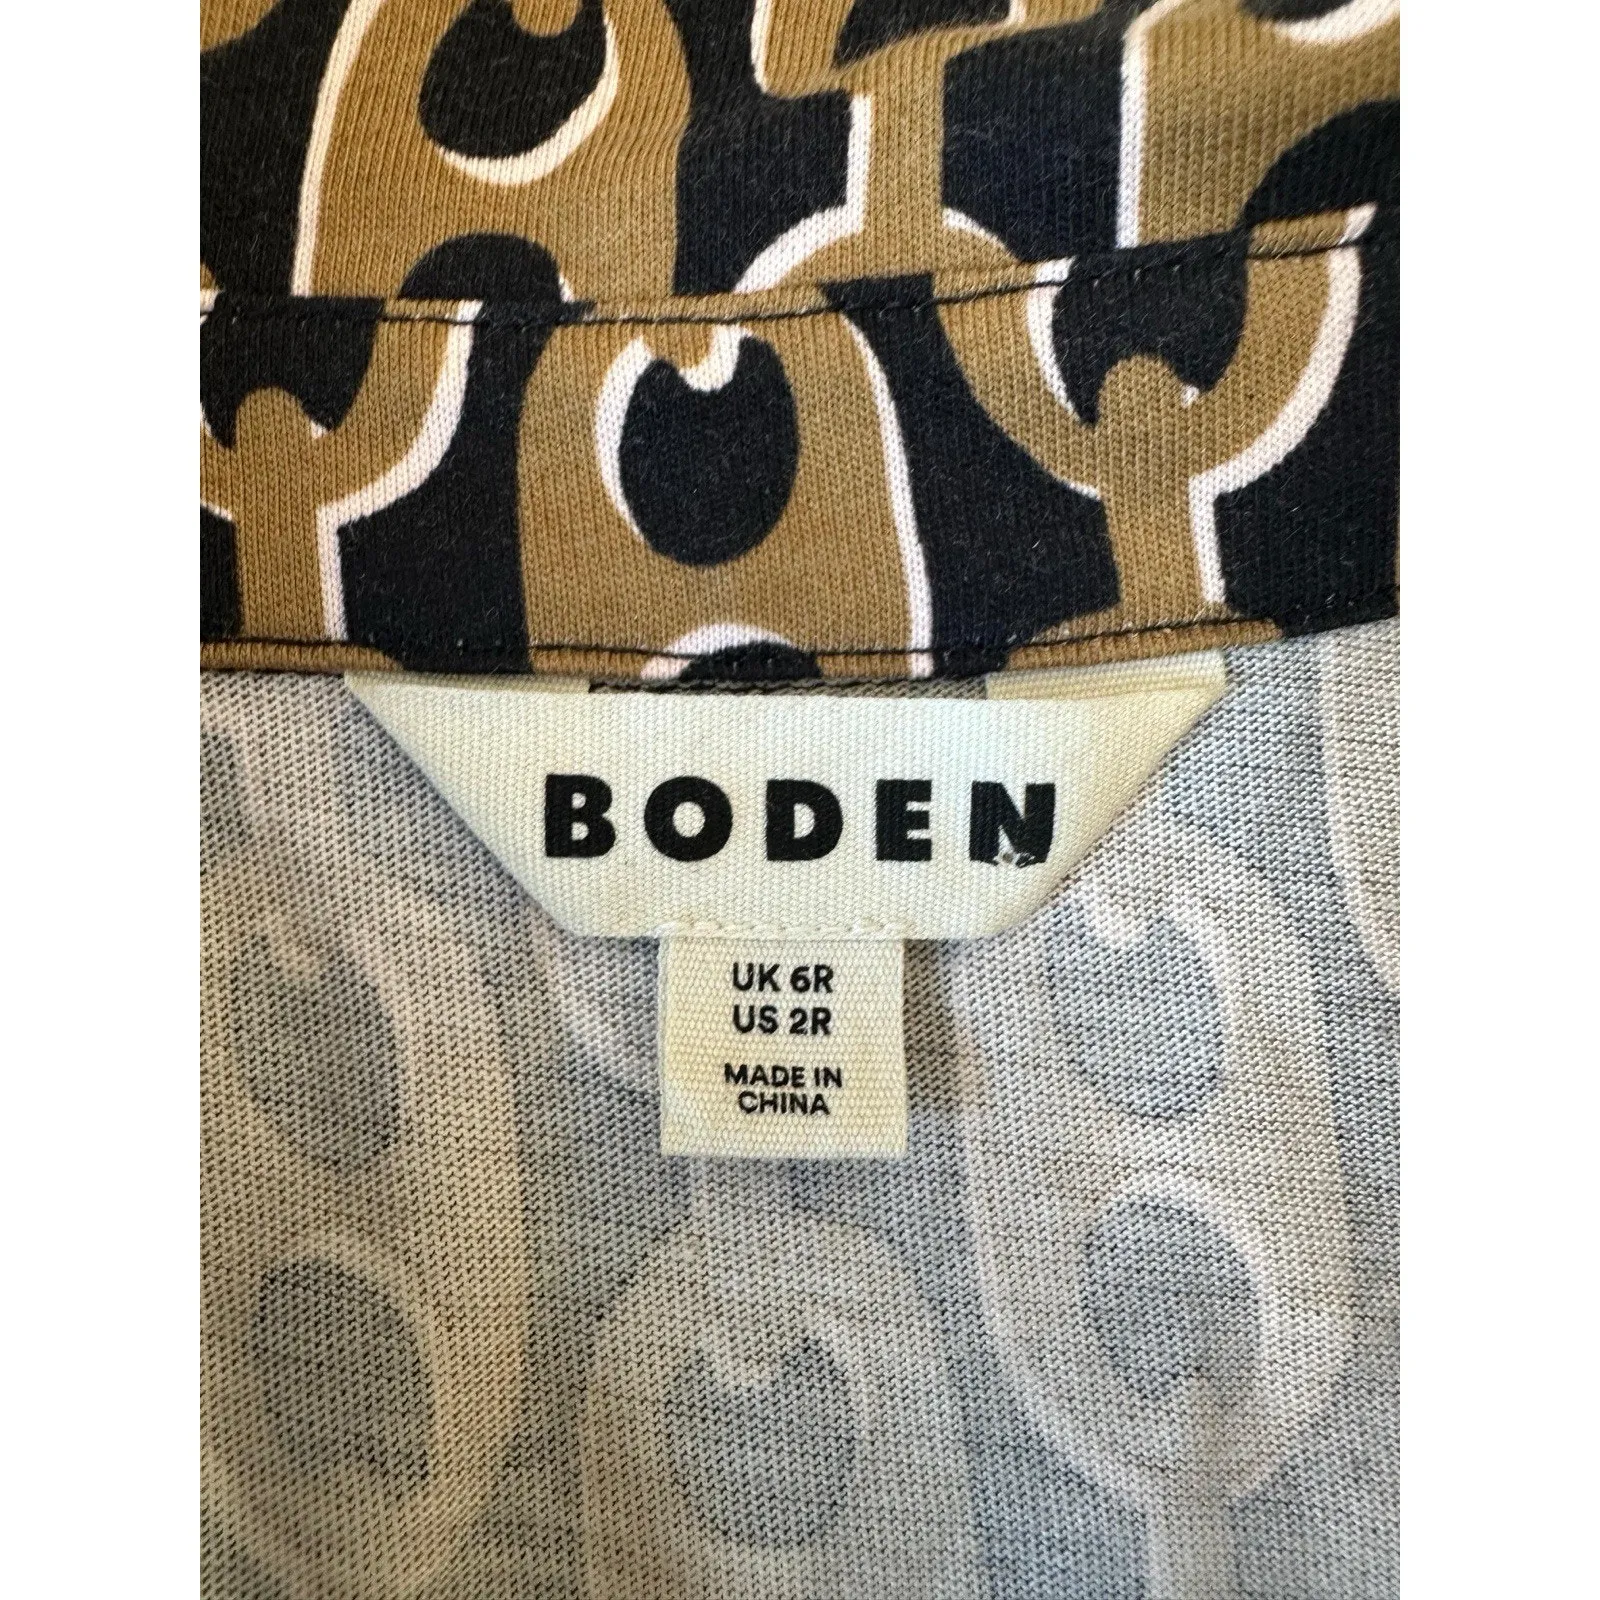 BODEN
UK 6R
US 2R
MADE IN
CHINA